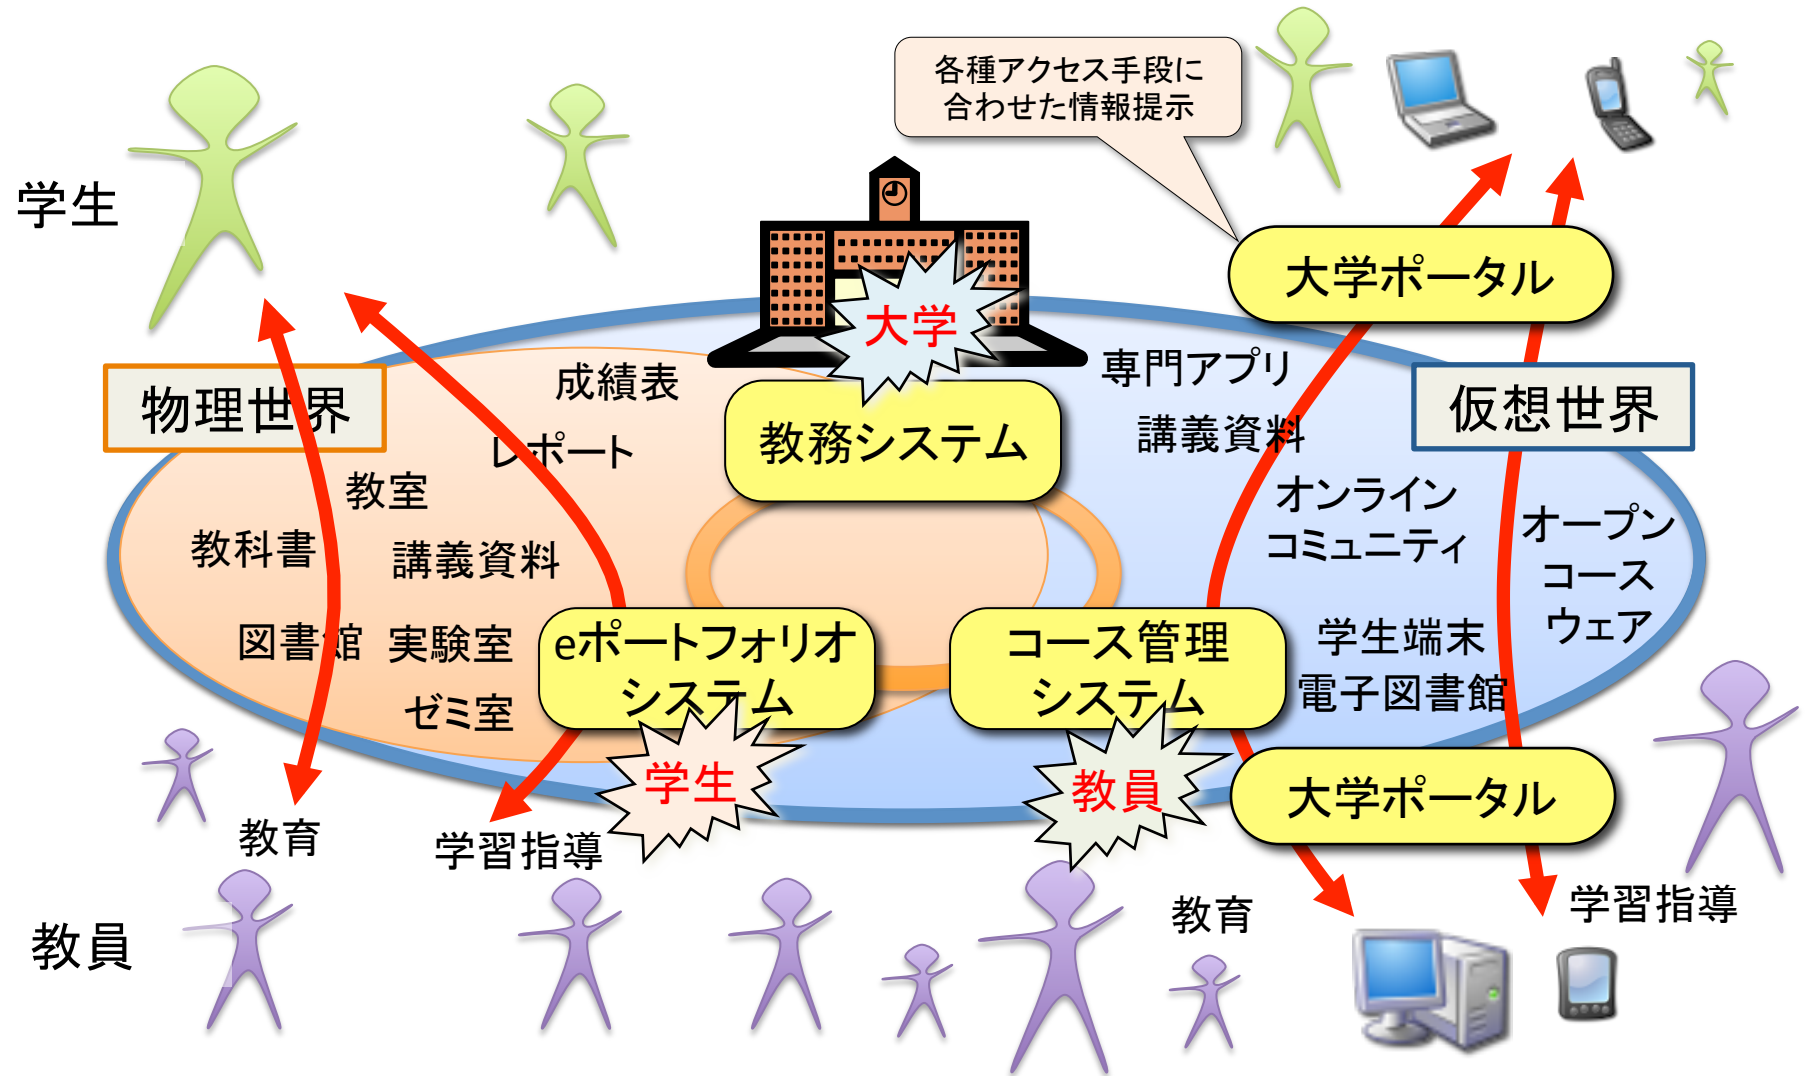 各種アクセス手段に
合わせた情報提示
学生
大学ポータル
大学
物理世界
成績表
専門アプリ
仮想世界
レポート
教務システム
講義資料
教室
オンライン
コミュニティ
教科書
講義資料
オープン
コース
ウェア
図書館
実験室
eポートフォリオ
システム
コース管理
システム
学生端末
電子図書館
ゼミ室
学生
教員
大学ポータル
教育
学習指導
教育
学習指導
教員